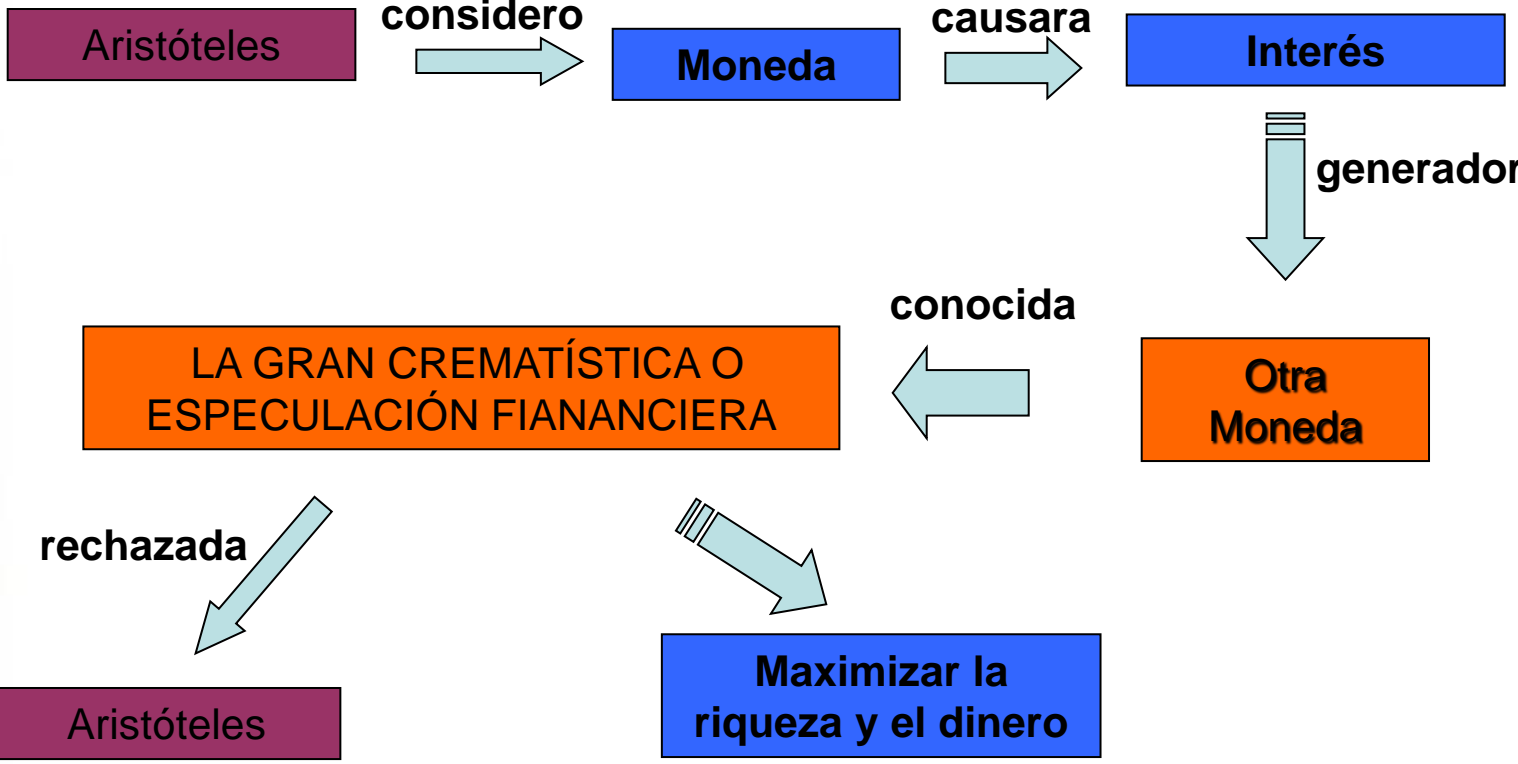 Aristóteles
considero
Moneda
causara
Interés
generador
Otra
Moneda
conocida
LA GRAN CREMATÍSTICA O
ESPECULACIÓN FIANANCIERA
rechazada
Aristóteles
Maximizar la
riqueza y el dinero